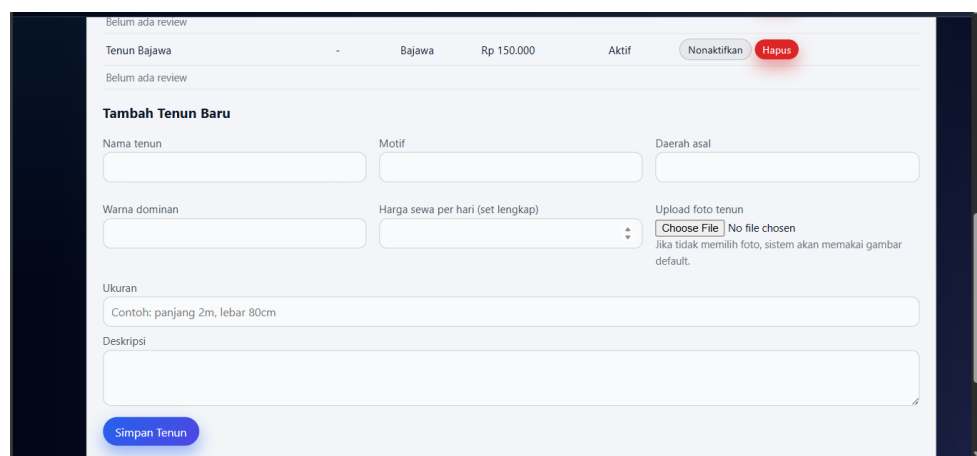 Belum ada review
Tenun Bajawa - Bajawa Rp 150.000 Aktif Nonaktifkan Hapus
Belum ada review
Tambah Tenun Baru
Nama tenun Motif Daerah asal
Warna dominan Harga sewa per hari (set lengkap) Upload foto tenun
Choose File No file chosen
Jika tidak memilih foto, sistem akan memakai gambar
default.
Ukuran
Contoh: panjang 2m, lebar 80cm
Deskripsi
Simpan Tenun